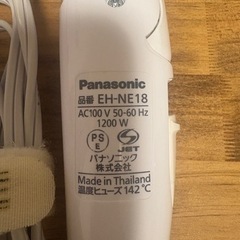 Panasonic
品番 EH-NE18
AC100 V 50-60 Hz
1200 W
PS
E
JET
パナソニック
株式会社
Made in Thailand
温度ヒューズ 142 ℃